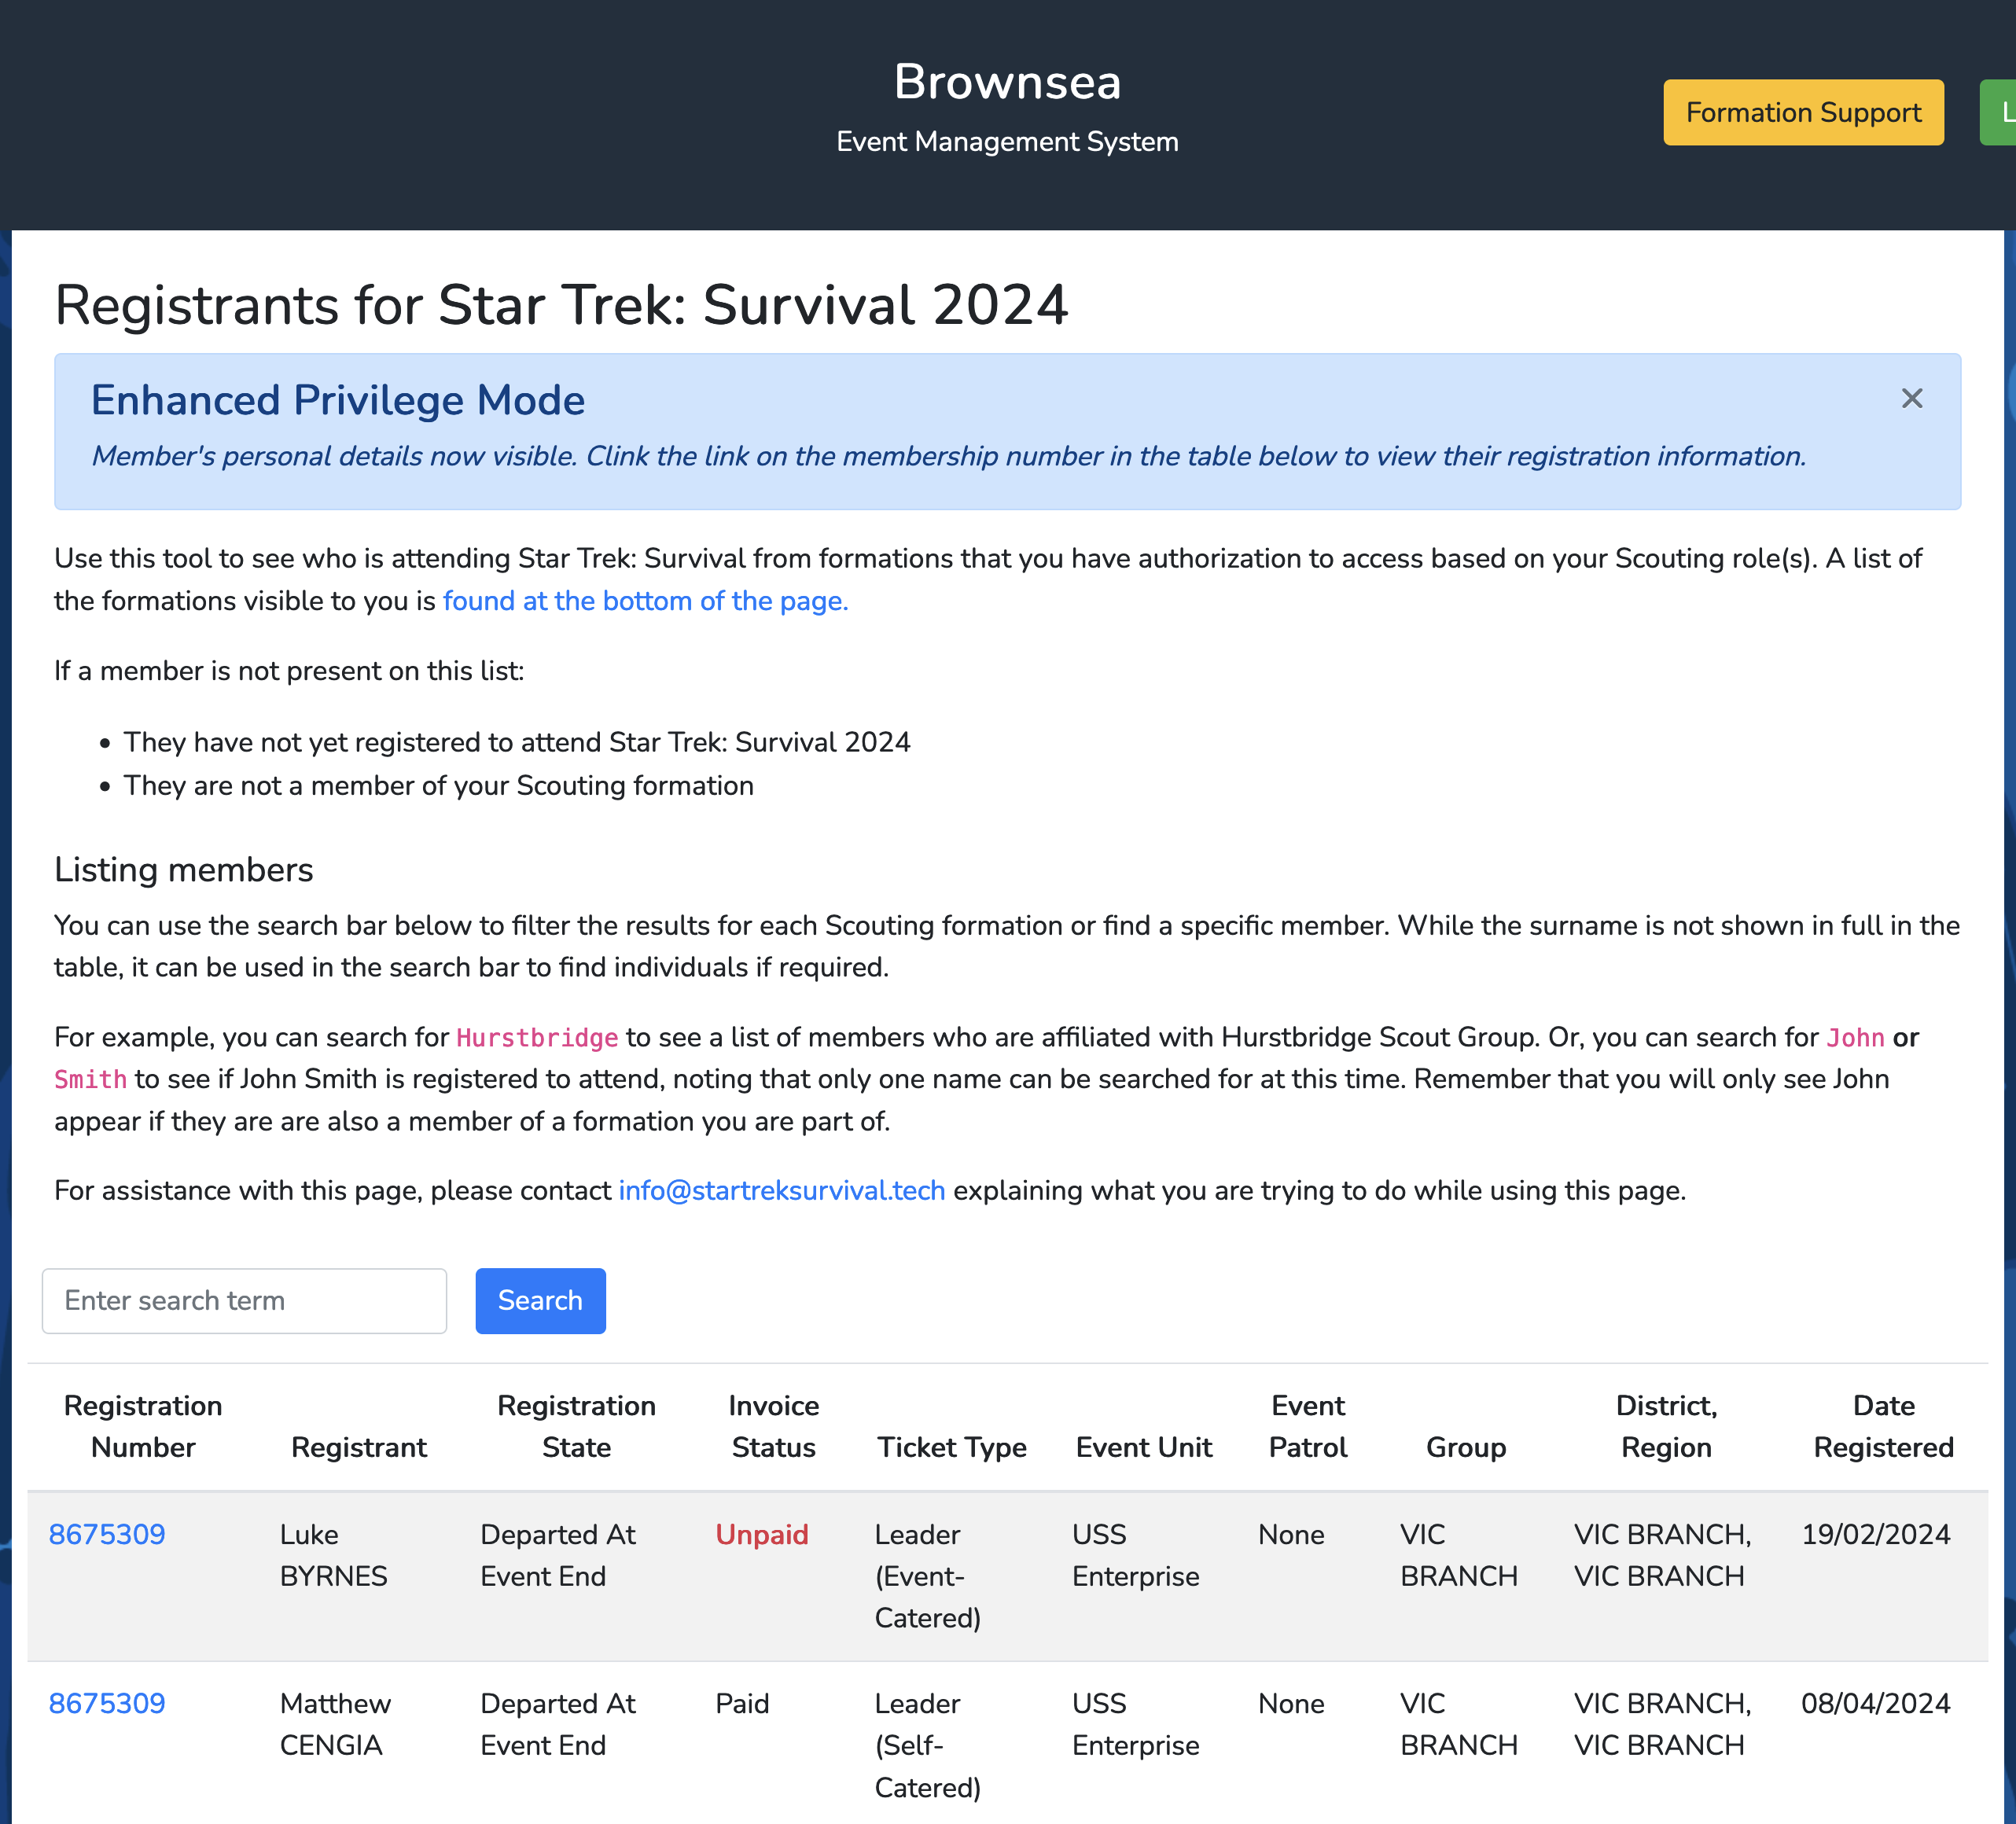 Brownsea
Event Management System
Formation Support
L
Registrants for Star Trek: Survival 2024
Enhanced Privilege Mode
×
Member's personal details now visible. Clink the link on the membership number in the table below to view their registration information.
Use this tool to see who is attending Star Trek: Survival from formations that you have authorization to access based on your Scouting role(s). A list of
the formations visible to you is found at the bottom of the page.
If a member is not present on this list:
• They have not yet registered to attend Star Trek: Survival 2024
• They are not a member of your Scouting formation
Listing members
You can use the search bar below to filter the results for each Scouting formation or find a specific member. While the surname is not shown in full in the
table, it can be used in the search bar to find individuals if required.
For example, you can search for Hurstbridge to see a list of members who are affiliated with Hurstbridge Scout Group. Or, you can search for John or
Smith to see if John Smith is registered to attend, noting that only one name can be searched for at this time. Remember that you will only see John
appear if they are are also a member of a formation you are part of.
For assistance with this page, please contact info@startreksurvival.tech explaining what you are trying to do while using this page.
Enter search term Search
Registration Registration Invoice Event District, Date
Number Registrant State Status Ticket Type Event Unit Patrol Group Region Registered
8675309 Luke Departed At Unpaid Leader USS None VIC VIC BRANCH, 19/02/2024
BYRNES Event End (Event- Enterprise BRANCH VIC BRANCH
Catered)
8675309 Matthew Departed At Paid Leader USS None VIC VIC BRANCH, 08/04/2024
CENGIA Event End (Self- Enterprise BRANCH VIC BRANCH
Catered)